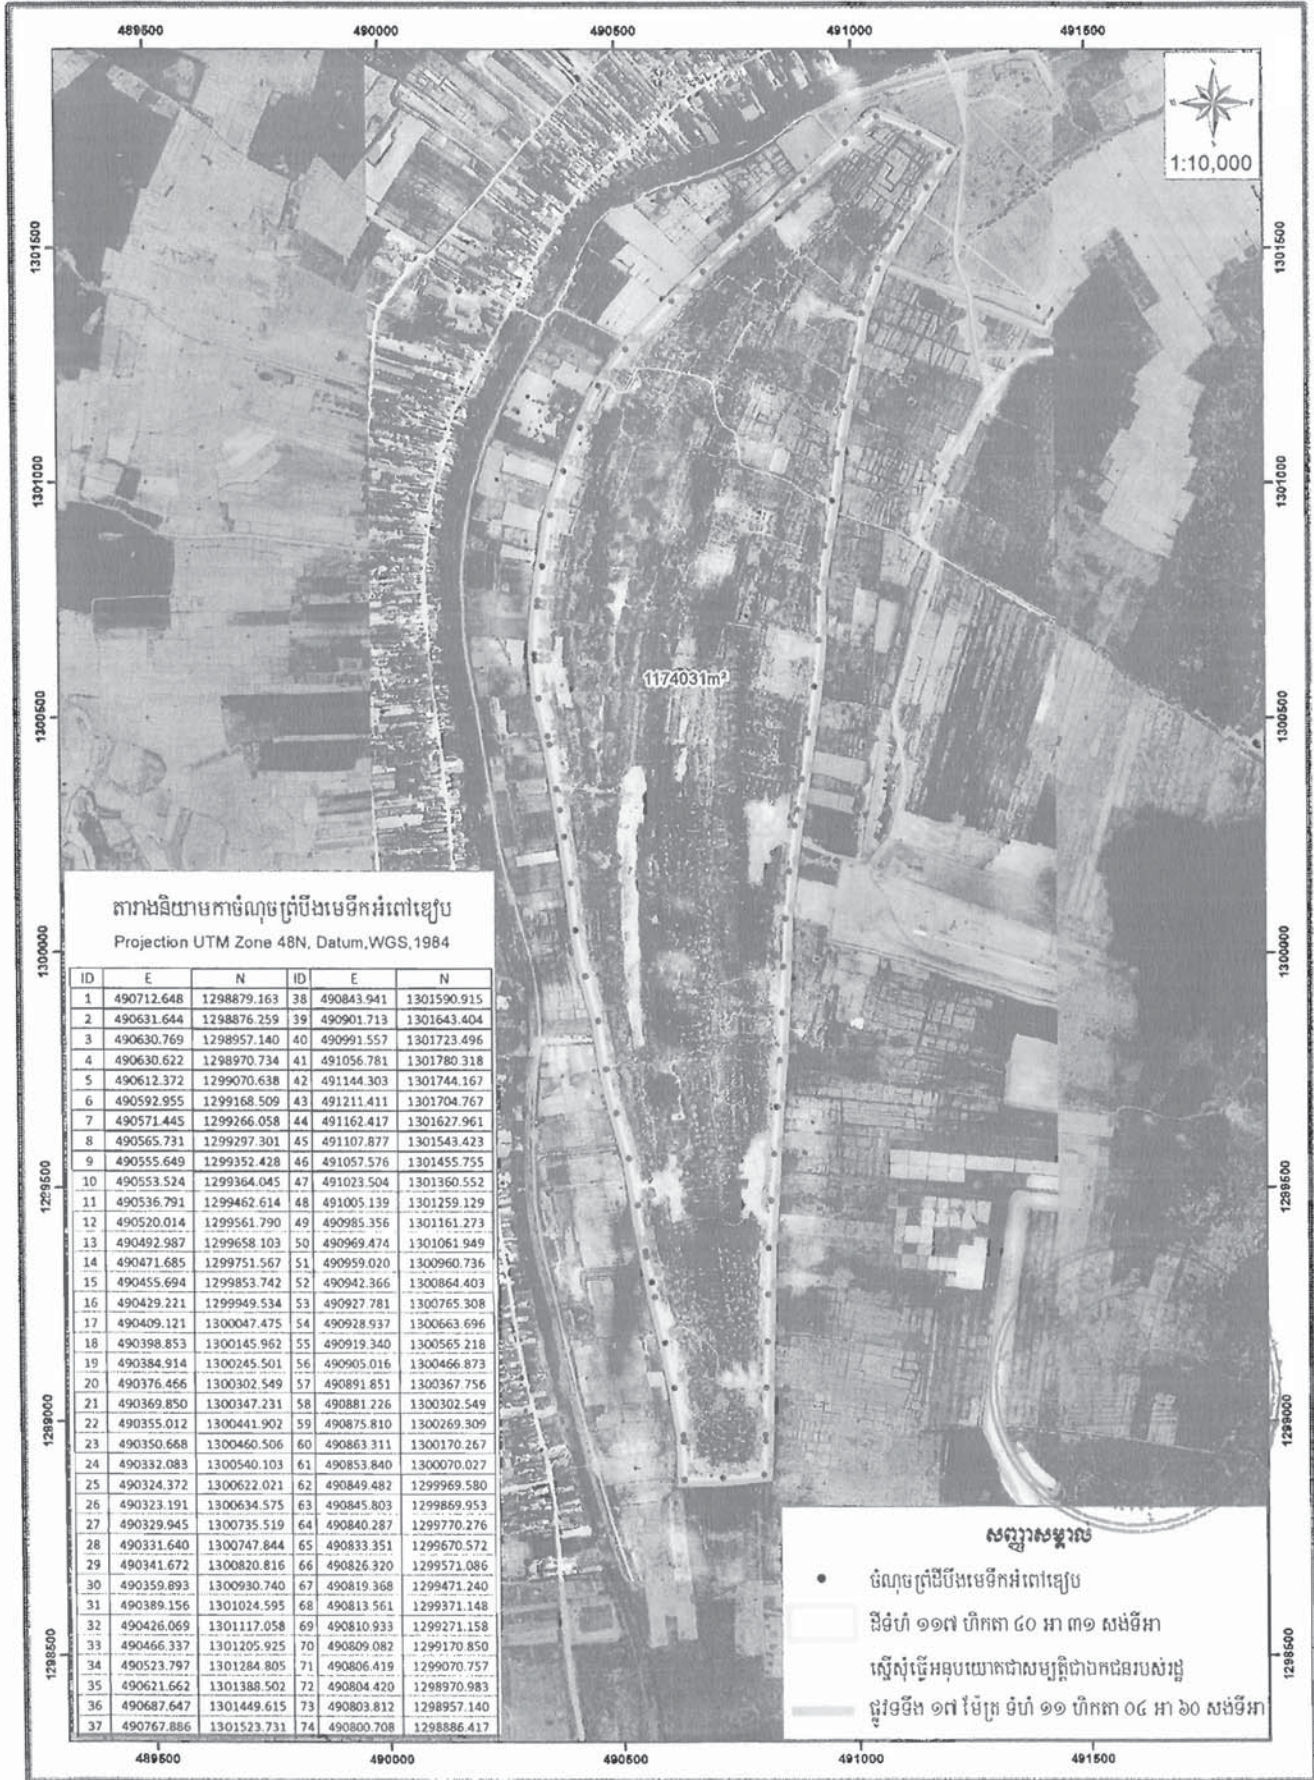 489500 490000 490500 491000 491500
1:10,000
1301500 1301500
1301000 1301000
1174031m²
1300500 1300500
1300000 1300000
1299500 1299500
1299000 1299000
1298500 1298500
តារាងនិយាមកាចំណុចព្រំបឹងមេទឹកអំពៅខ្យៀប
Projection UTM Zone 48N, Datum,WGS,1984
ID E N ID E N
1 490712.648 1298879.163 38 490843.941 1301590.915
2 490631.644 1298876.259 39 490901.713 1301643.404
3 490630.769 1298957.140 40 490991.557 1301723.496
4 490630.622 1298970.734 41 491056.781 1301780.318
5 490612.372 1299070.638 42 491144.303 1301744.167
6 490592.955 1299168.509 43 491211.411 1301704.767
7 490571.445 1299266.058 44 491162.417 1301627.961
8 490565.731 1299297.301 45 491107.877 1301543.423
9 490555.649 1299352.428 46 491057.576 1301455.755
10 490553.524 1299364.045 47 491023.504 1301360.552
11 490536.791 1299462.614 48 491005.139 1301259.129
12 490520.014 1299561.790 49 490985.356 1301161.273
13 490492.987 1299658.103 50 490969.474 1301061.949
14 490471.685 1299751.567 51 490959.020 1300960.736
15 490455.694 1299853.742 52 490942.366 1300864.403
16 490429.221 1299949.534 53 490927.781 1300765.308
17 490409.121 1300047.475 54 490928.937 1300663.696
18 490398.853 1300145.962 55 490919.340 1300565.218
19 490384.914 1300245.501 56 490905.016 1300466.873
20 490376.466 1300302.549 57 490891.851 1300367.756
21 490369.850 1300347.231 58 490881.226 1300302.549
22 490355.012 1300441.902 59 490875.810 1300269.309
23 490350.668 1300460.506 60 490863.311 1300170.267
24 490332.083 1300540.103 61 490853.840 1300070.027
25 490324.372 1300622.021 62 490849.482 1299969.580
26 490323.191 1300634.575 63 490845.803 1299869.953
27 490329.945 1300735.519 64 490840.287 1299770.276
28 490331.640 1300747.844 65 490833.351 1299670.572
29 490341.672 1300820.816 66 490826.320 1299571.086
30 490359.893 1300930.740 67 490819.368 1299471.240
31 490389.156 1301024.595 68 490813.561 1299371.148
32 490426.069 1301117.058 69 490810.933 1299271.158
33 490466.337 1301205.925 70 490809.082 1299170.850
34 490523.797 1301284.805 71 490806.419 1299070.757
35 490621.662 1301388.502 72 490804.420 1298970.983
36 490687.647 1301449.615 73 490803.812 1298957.140
37 490767.886 1301523.731 74 490800.708 1298886.417
សញ្ញាសម្គាល់
ចំណុចព្រំដីបឹងមេទឹកអំពៅខ្យៀប
ដីទំហំ ១១៧ ហិកតា ៤០ អា ៣១ សង់ទីអា
ស្នើសុំធ្វើអនុបយោគជាសម្បត្តិជាឯកជនរបស់រដ្ឋ
ផ្លូវទទឹង ១៧ ម៉ែត្រ ទំហំ ១១ ហិកតា ០៤ អា ៦០ សង់ទីអា
489500 490000 490500 491000 491500